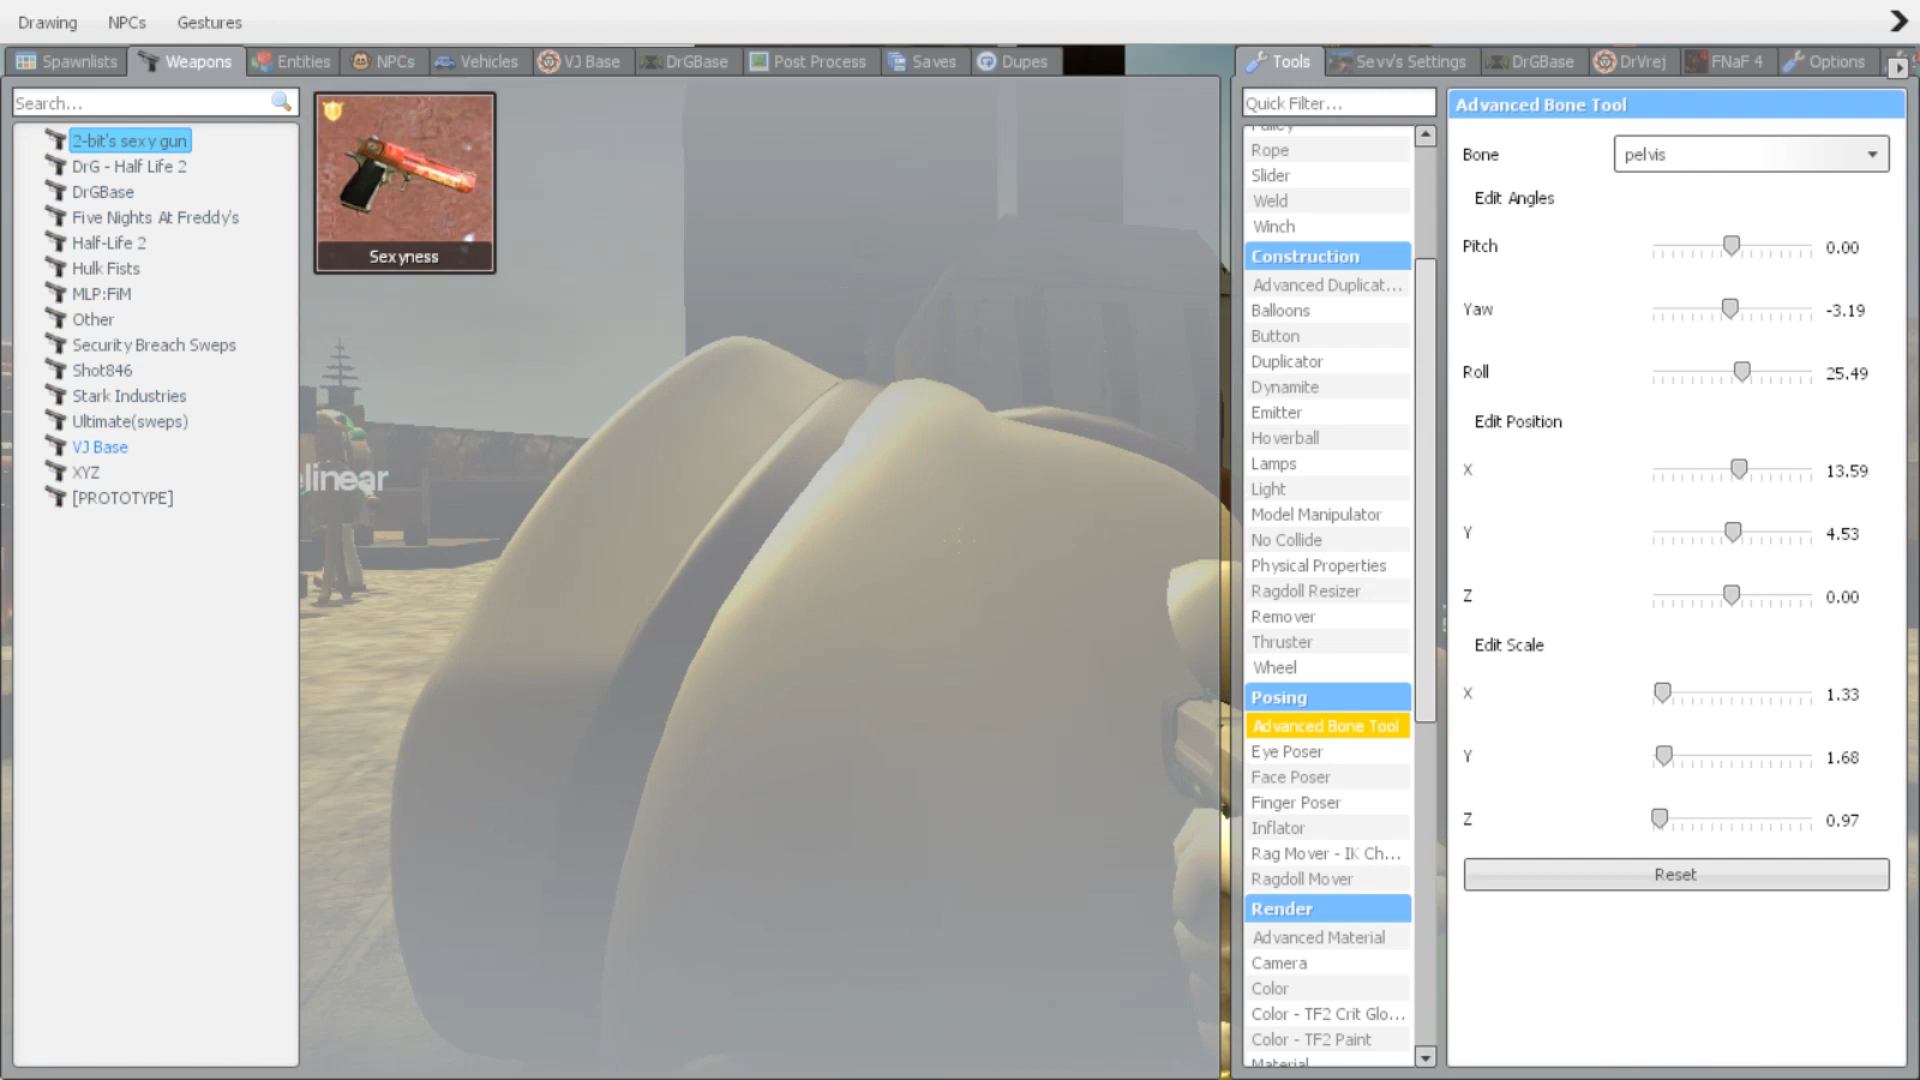 Drawing NPCs Gestures
Spawnlists Weapons Entities NPCs Vehicles VJ Base DrGBase Post Process Saves Dupes
Tools Sevv's Settings DrGBase DrVrej FNaF 4 Options
Search...
2-bit's sexy gun
DrG - Half Life 2
DrGBase
Five Nights At Freddy's
Half-Life 2
Hulk Fists
MLP:FiM
Other
Security Breach Sweps
Shot846
Stark Industries
Ultimate(sweps)
VJ Base
XYZ
[PROTOTYPE]
Sexyness
linear
Quick Filter...
Pulley
Rope
Slider
Weld
Winch
Construction
Advanced Duplicat...
Balloons
Button
Duplicator
Dynamite
Emitter
Hoverball
Lamps
Light
Model Manipulator
No Collide
Physical Properties
Ragdoll Resizer
Remover
Thruster
Wheel
Posing
Advanced Bone Tool
Eye Poser
Face Poser
Finger Poser
Inflator
Rag Mover - IK Ch...
Ragdoll Mover
Render
Advanced Material
Camera
Color
Color - TF2 Crit Glo...
Color - TF2 Paint
Material
Advanced Bone Tool
Bone pelvis
Edit Angles
Pitch 0.00
Yaw -3.19
Roll 25.49
Edit Position
X 13.59
Y 4.53
Z 0.00
Edit Scale
X 1.33
Y 1.68
Z 0.97
Reset